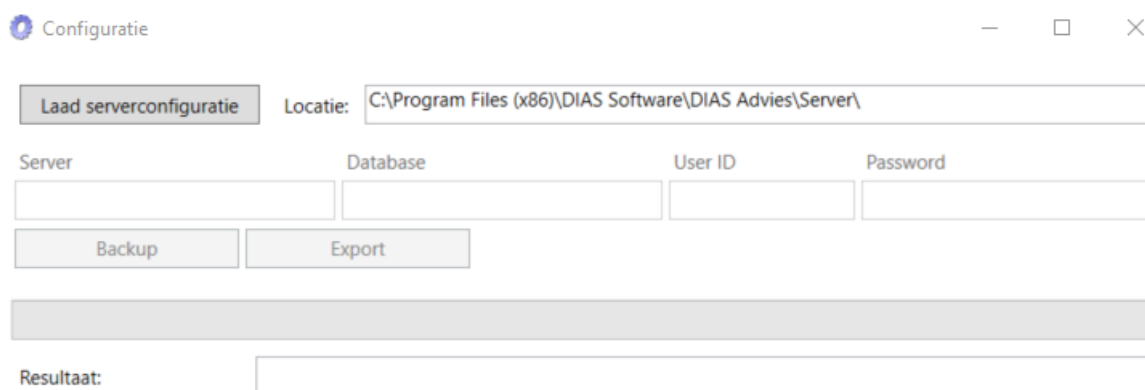 Configuratie
Laad serverconfiguratie Locatie: C:\Program Files (x86)\DIAS Software\DIAS Advies\Server\
Server Database User ID Password
Backup Export
Resultaat: